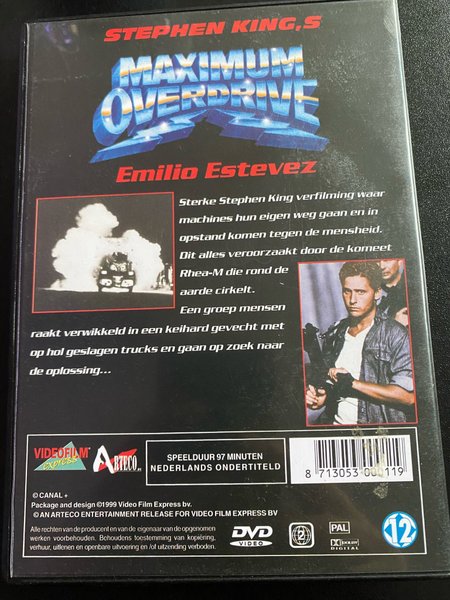 STEPHEN KING,S
MAXIMUM
OVERDRIVE
Emilio Estevez
Sterke Stephen King verfilming waar
machines hun eigen weg gaan en in
opstand komen tegen de mensheid.
Dit alles veroorzaakt door de komeet
Rhea-M die rond de
aarde cirkelt.
Een groep mensen
raakt verwikkeld in een keihard gevecht met
op hol geslagen trucks en gaan op zoek naar
de oplossing...
VIDEOFILM
express
ARTECO
SPEELDUUR 97 MINUTEN
NEDERLANDS ONDERTITELD
8 713053 000119
© CANAL +
Package and design ©1999 Video Film Express bv.
© AN ARTECO ENTERTAINMENT RELEASE FOR VIDEO FILM EXPRESS BV
Alle rechten van de producent en van de eigenaar van de opgenomen
werken voorbehouden. Behoudens toestemming van kopiëring,
verhuur, uitlenen en openbare uitvoering en /of uitzending verboden.
DVD
VIDEO
2
PAL
DOLBY
DIGITAL
12